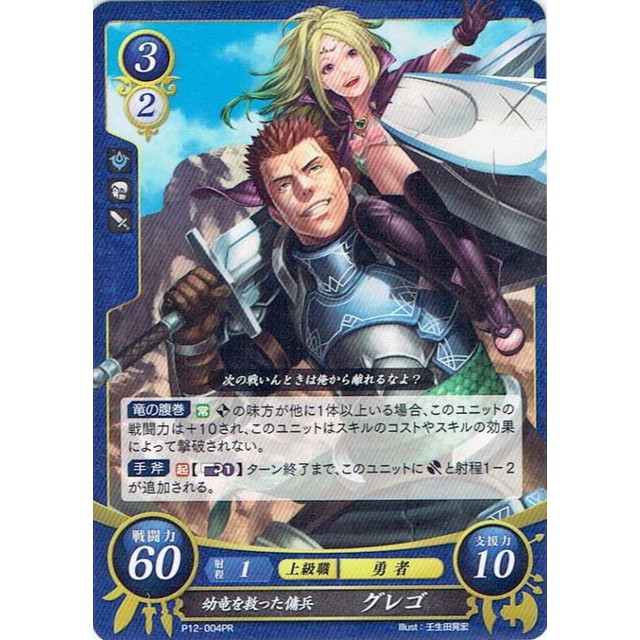 3
2
次の戦いんときは俺から離れるなよ?
竜の腹巻 常 の味方が他に1体以上いる場合、このユニットの
戦闘力は+10され、このユニットはスキルのコストやスキルの効果
によって撃破されない。
手斧 起【 1】ターン終了まで、このユニットに と射程1-2
が追加される。
戦闘力
60
射程 1
上級職 勇者
支援力
10
幼竜を救った傭兵 グレゴ
P12-004PR
Illust:壬生田晃宏